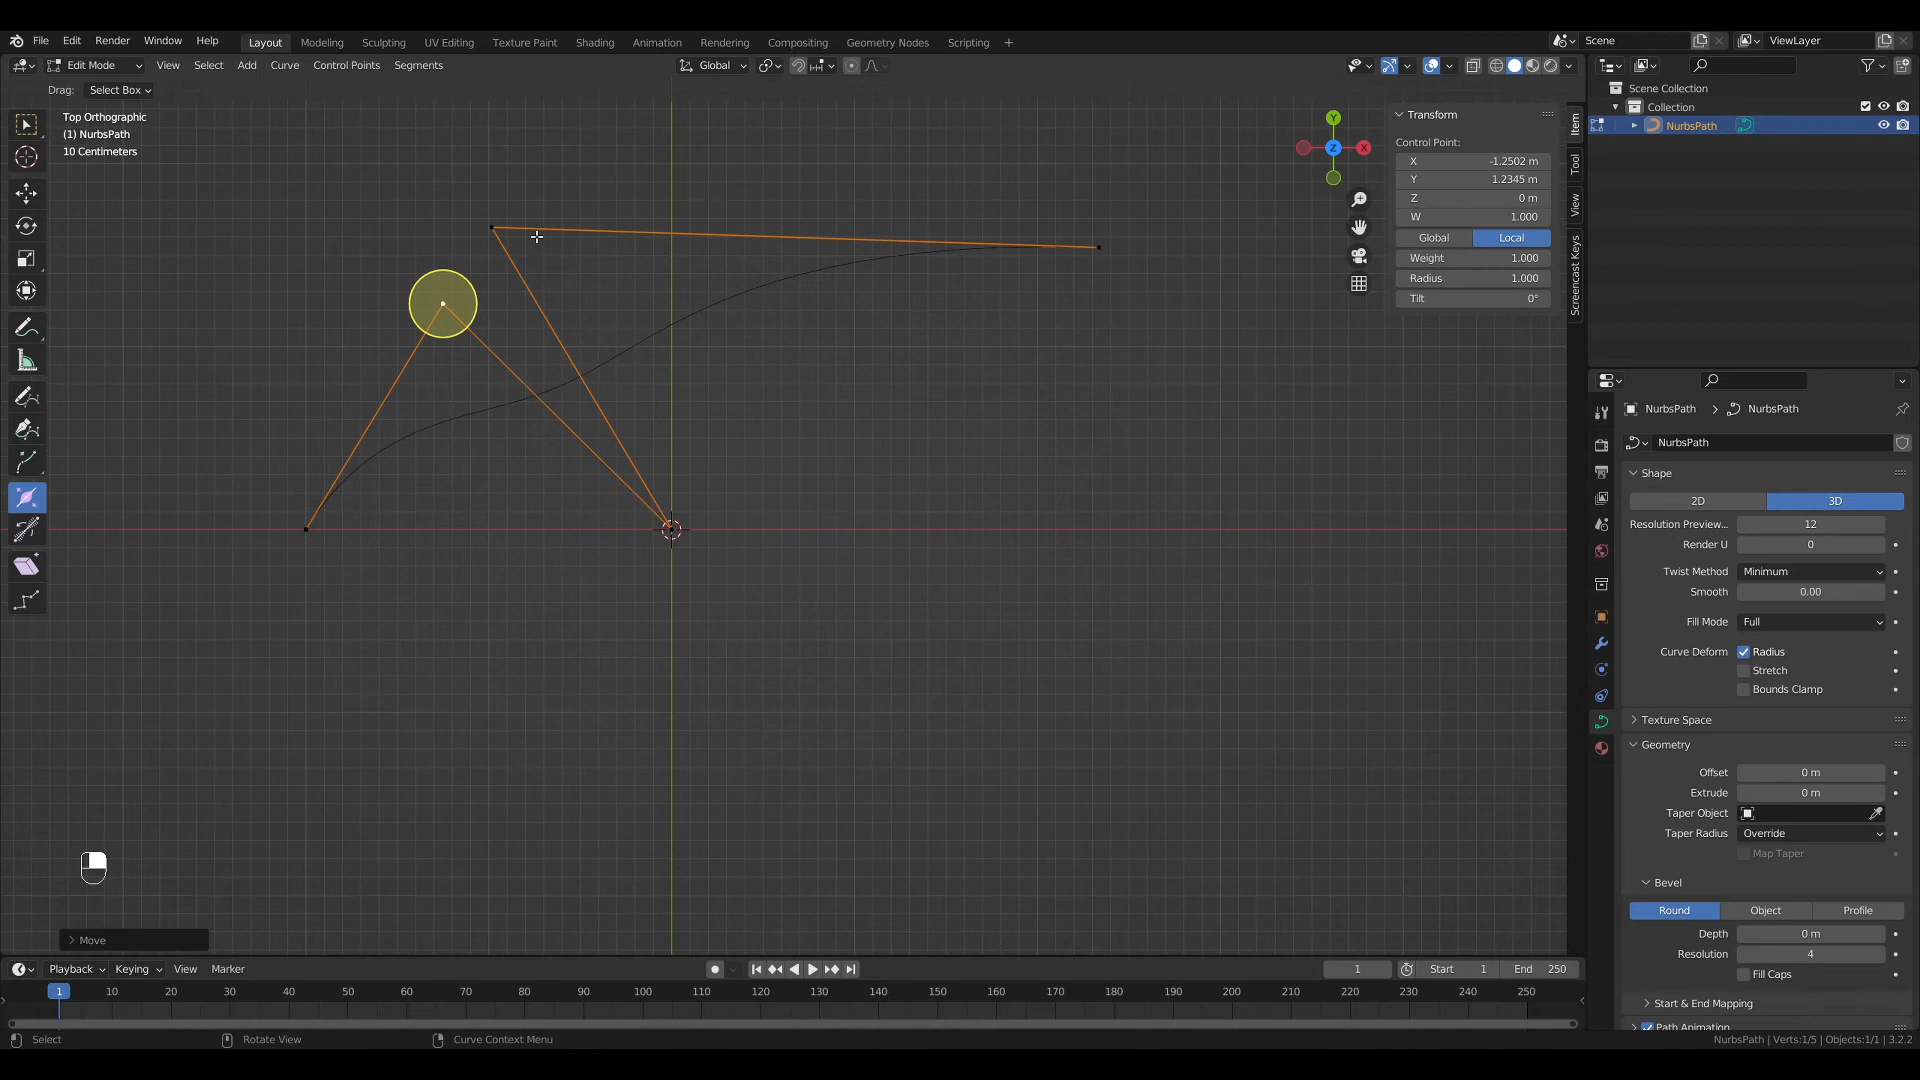 File Edit Render Window Help Layout Modeling Sculpting UV Editing Texture Paint Shading Animation Rendering Compositing Geometry Nodes Scripting + Scene ViewLayer
Edit Mode View Select Add Curve Control Points Segments Global
Drag: Select Box
Scene Collection
Collection
NurbsPath
Top Orthographic
(1) NurbsPath
10 Centimeters
Y
X
Z
Transform
Control Point:
X -1.2502 m
Y 1.2345 m
Z 0 m
W 1.000
Global Local
Weight 1.000
Radius 1.000
Tilt 0°
Item
Tool
View
Screencast Keys
NurbsPath > NurbsPath
NurbsPath
Shape
2D 3D
Resolution Preview... 12
Render U 0
Twist Method Minimum
Smooth 0.00
Fill Mode Full
Curve Deform Radius
Stretch
Bounds Clamp
Texture Space
Geometry
Offset 0 m
Extrude 0 m
Taper Object
Taper Radius Override
Map Taper
Bevel
Round Object Profile
Depth 0 m
Resolution 4
Fill Caps
Start & End Mapping
Path Animation
Move
Playback Keying View Marker 1 Start 1 End 250
1 10 20 30 40 50 60 70 80 90 100 110 120 130 140 150 160 170 180 190 200 210 220 230 240 250
Select Rotate View Curve Context Menu NurbsPath | Verts:1/5 | Objects:1/1 | 3.2.2